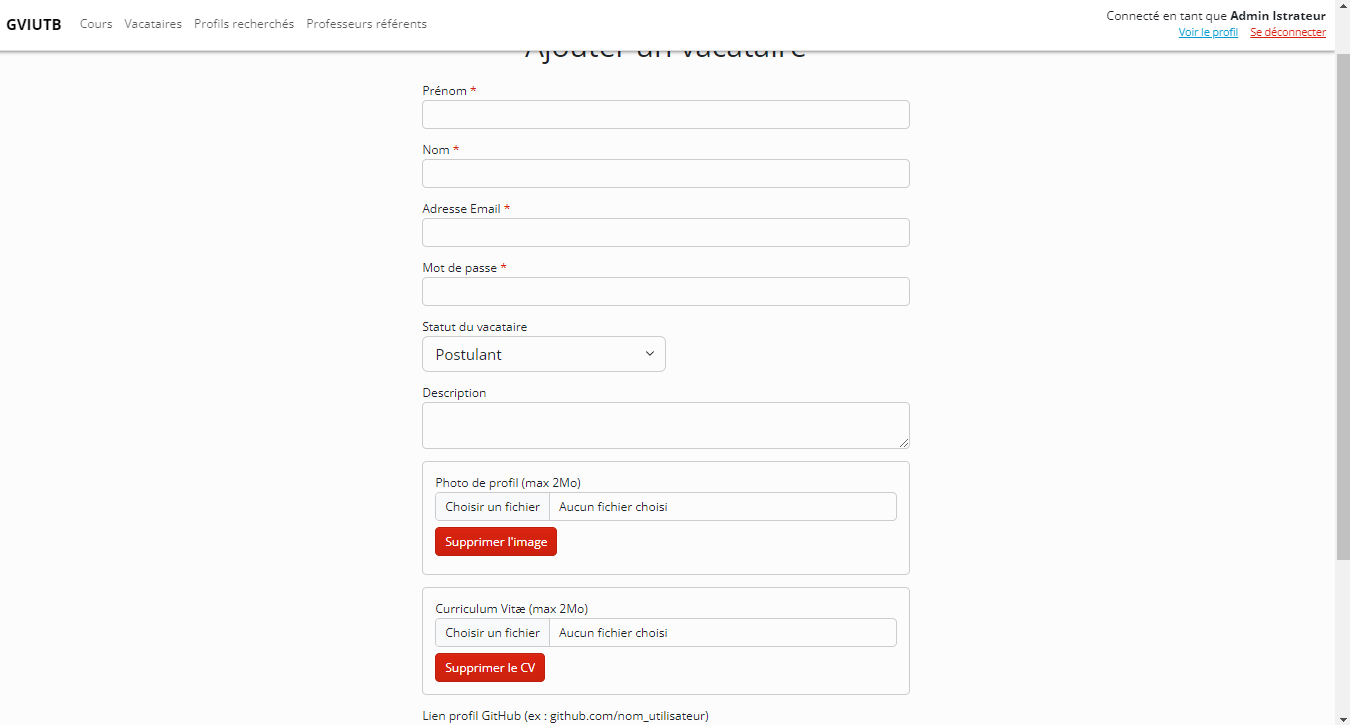 GVIUTB Cours Vacataires Profils recherchés Professeurs référents
Connecté en tant que Admin Istrateur
Voir le profil Se déconnecter
Ajouter un vacataire
Prénom *
Nom *
Adresse Email *
Mot de passe *
Statut du vacataire
Postulant
Description
Photo de profil (max 2Mo)
Choisir un fichier Aucun fichier choisi
Supprimer l'image
Curriculum Vitæ (max 2Mo)
Choisir un fichier Aucun fichier choisi
Supprimer le CV
Lien profil GitHub (ex : github.com/nom_utilisateur)